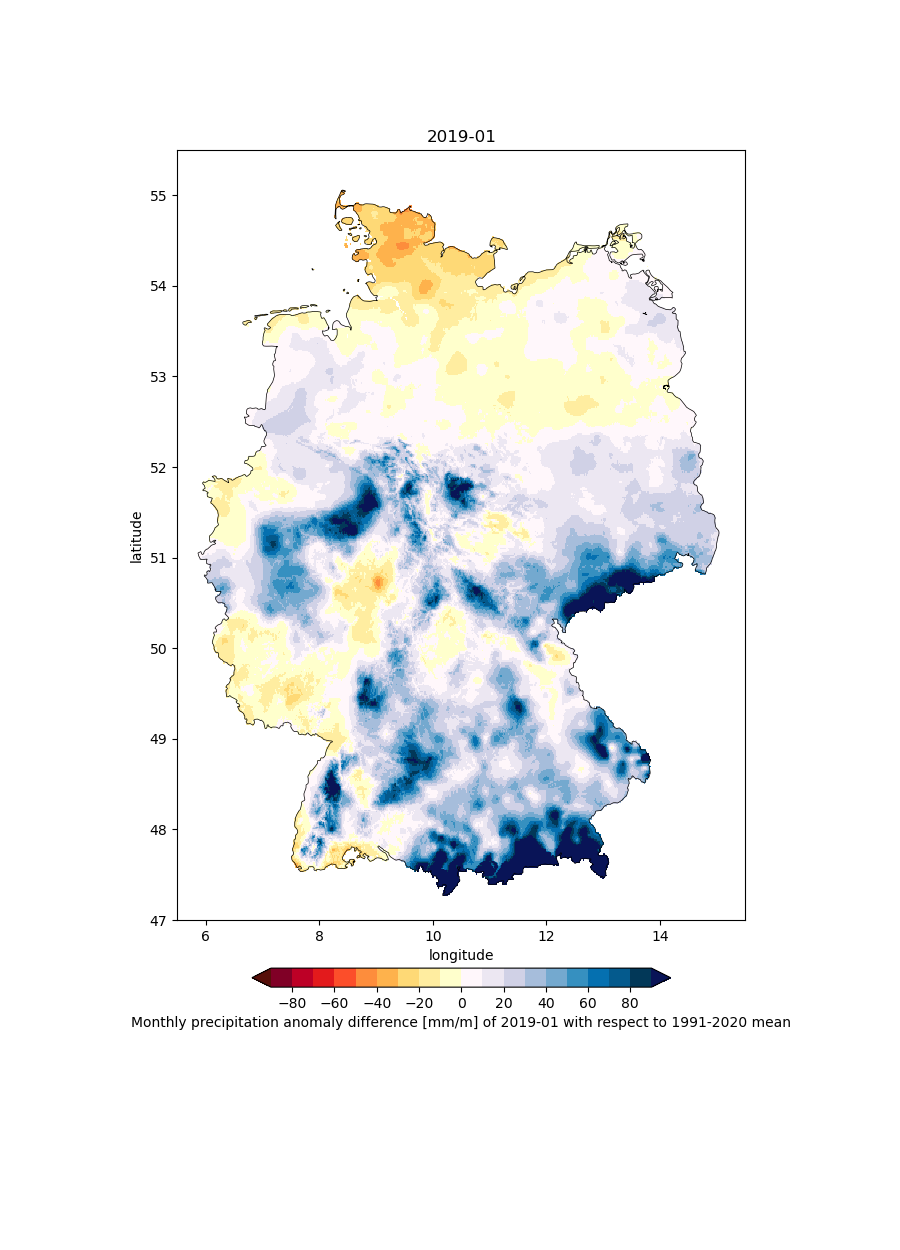 2019-01
55
54
53
52
51
50
49
48
47
latitude
6 8 10 12 14
longitude
−80 −60 −40 −20 0 20 40 60 80
Monthly precipitation anomaly difference [mm/m] of 2019-01 with respect to 1991-2020 mean